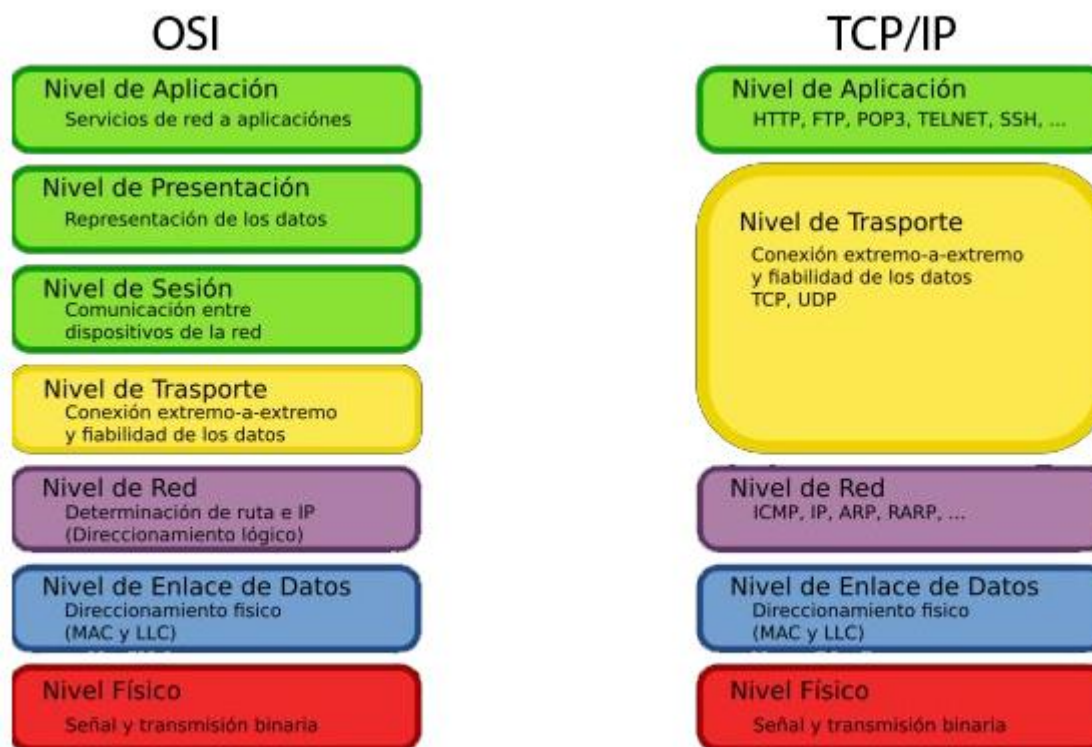 OSI
Nivel de Aplicación
Servicios de red a aplicaciónes
Nivel de Presentación
Representación de los datos
Nivel de Sesión
Comunicación entre
dispositivos de la red
Nivel de Trasporte
Conexión extremo-a-extremo
y fiabilidad de los datos
Nivel de Red
Determinación de ruta e IP
(Direccionamiento lógico)
Nivel de Enlace de Datos
Direccionamiento fisico
(MAC y LLC)
Nivel Físico
Señal y transmisión binaria
TCP/IP
Nivel de Aplicación
HTTP, FTP, POP3, TELNET, SSH, ...
Nivel de Trasporte
Conexión extremo-a-extremo
y fiabilidad de los datos
TCP, UDP
Nivel de Red
ICMP, IP, ARP, RARP, ...
Nivel de Enlace de Datos
Direccionamiento fisico
(MAC y LLC)
Nivel Físico
Señal y transmisión binaria